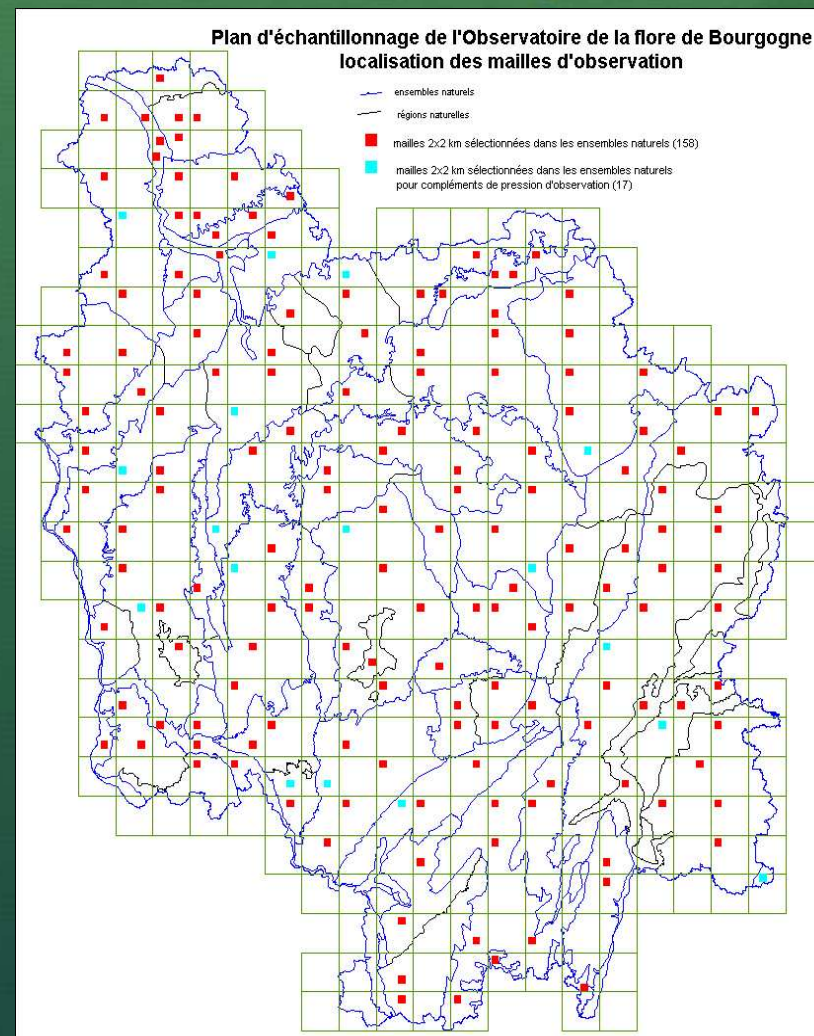 Plan d'échantillonnage de l'Observatoire de la flore de Bourgogne
localisation des mailles d'observation
ensembles naturels
régions naturelles
mailles 2x2 km sélectionnées dans les ensembles naturels (158)
mailles 2x2 km sélectionnées dans les ensembles naturels
pour compléments de pression d'observation (17)